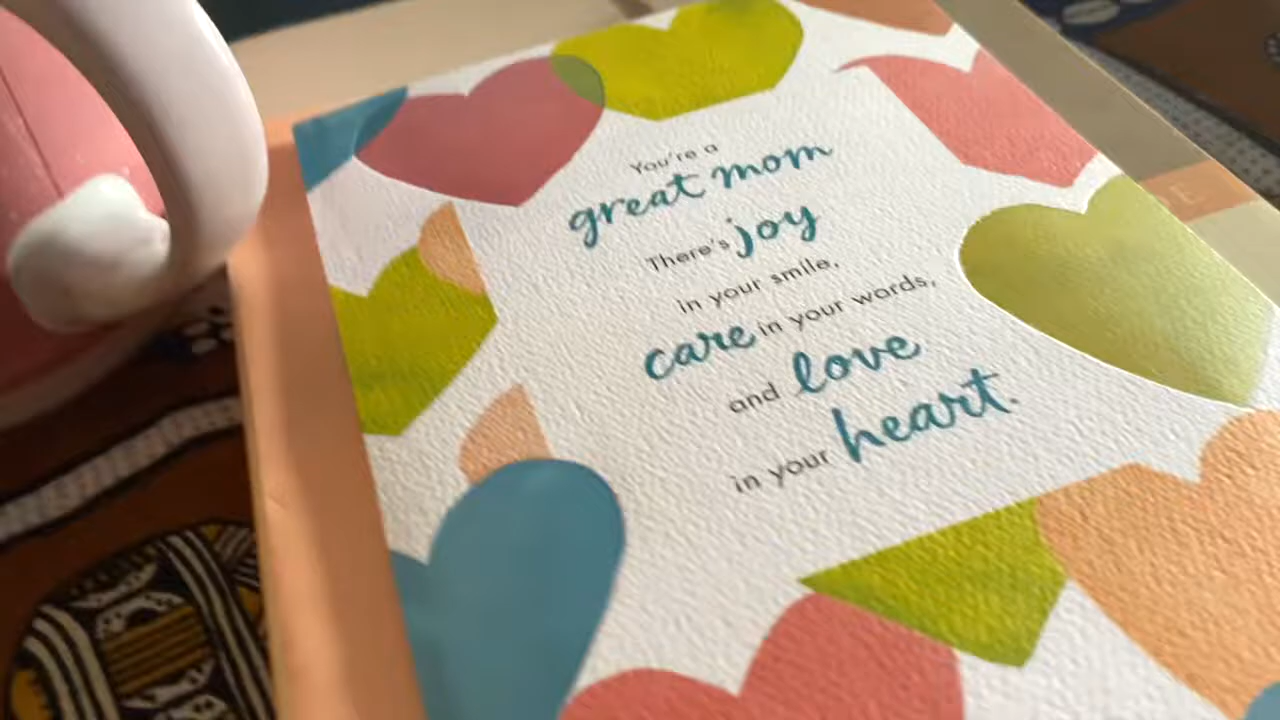 You're a
great mom
There's joy
in your smile,
care in your words,
and love
in your heart.